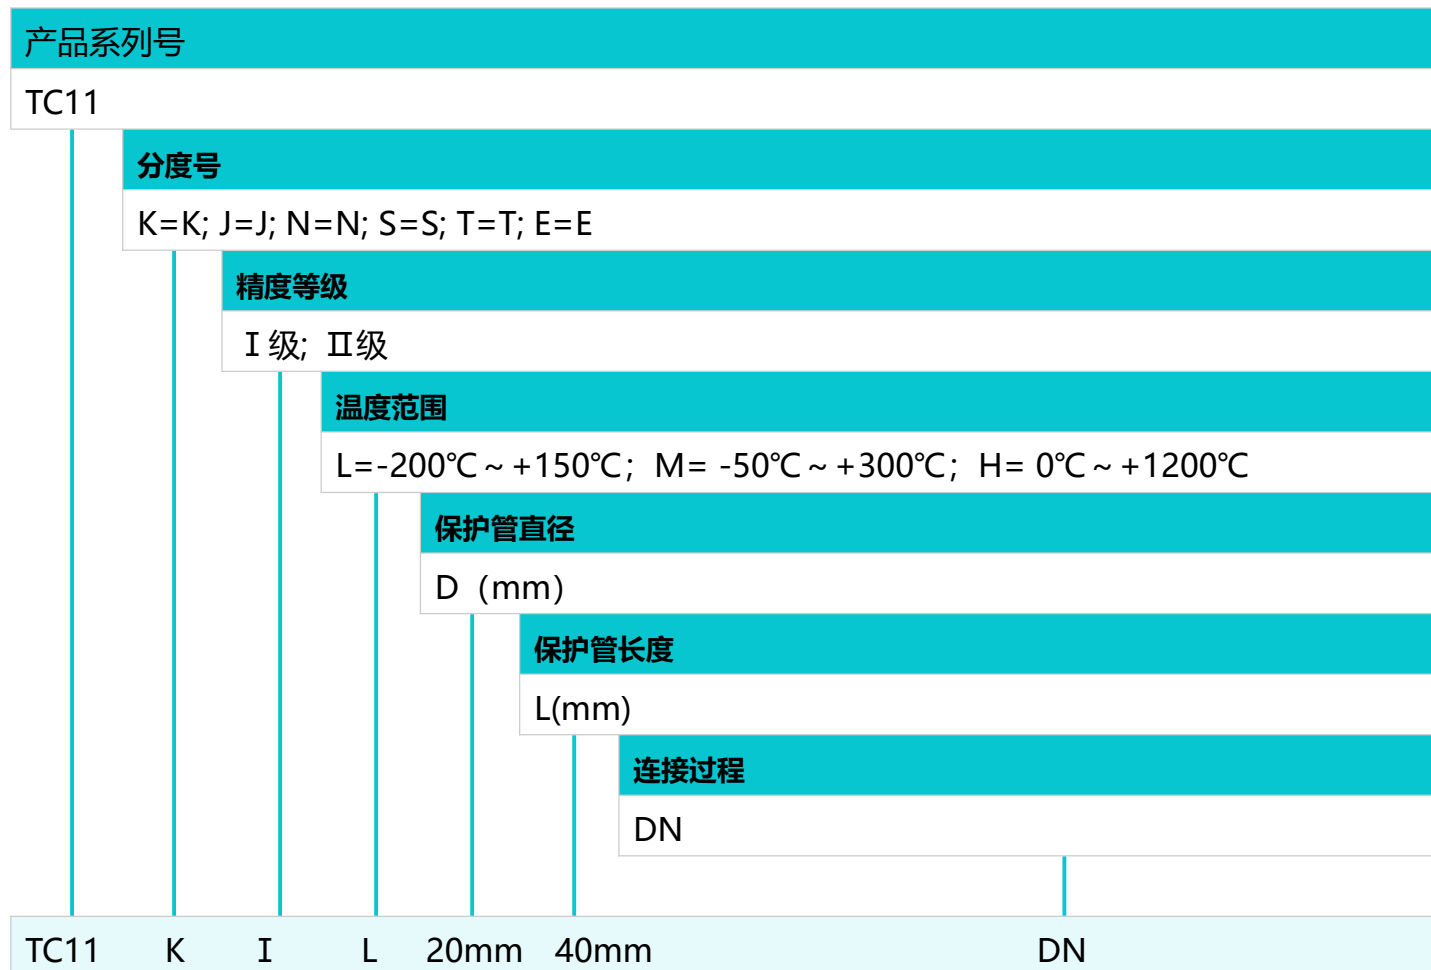 产品系列号
TC11
分度号
K=K; J=J; N=N; S=S; T=T; E=E
精度等级
Ⅰ级; Ⅱ级
温度范围
L=-200℃~+150℃; M= -50℃~+300℃; H= 0℃~+1200℃
保护管直径
D（mm）
保护管长度
L(mm)
连接过程
DN
TC11 K Ⅰ L 20mm 40mm DN